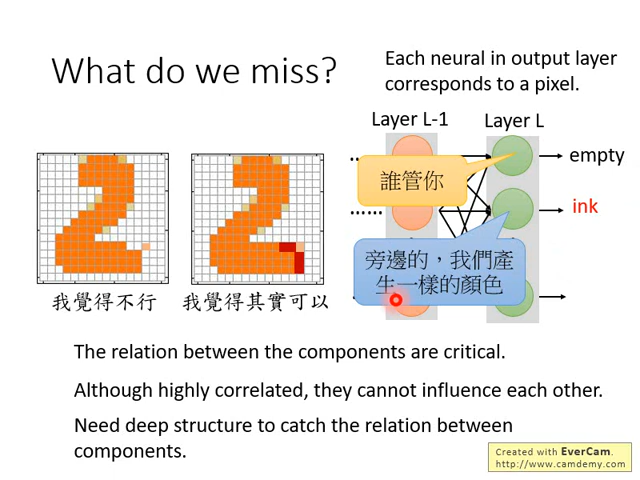 What do we miss?
Each neural in output layer
corresponds to a pixel.
Layer L-1
Layer L
empty
誰管你
......
ink
旁邊的，我們產
生一樣的顏色
我覺得不行
我覺得其實可以
The relation between the components are critical.
Although highly correlated, they cannot influence each other.
Need deep structure to catch the relation between
components.
Created with EverCam.
http://www.camdemy.com